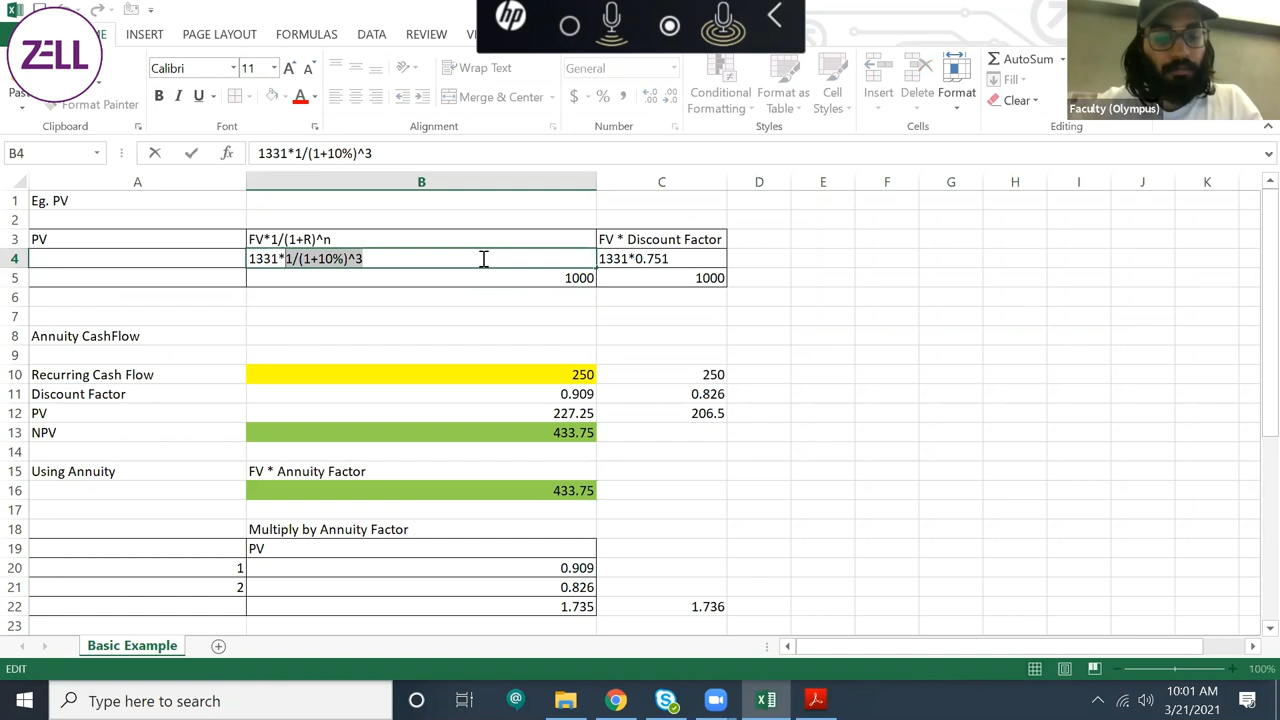 hp
ZELL
PAGE LAYOUT
FORMULAS
DATA
REVIEW
Calibri
11
Wrap Text
General
Conditional Formatting
Format as Table
Cell Styles
Insert
Delete
Format
AutoSum
Fill
Clear
Format Painter
Merge & Center
Faculty (Olympus)
Clipboard
Font
Alignment
Number
Styles
Cells
Editing
B4
1331*1/(1+10%)^3
A B C D E F G H I J K
1 Eg. PV
2
3 PV FV*1/(1+R)^n FV * Discount Factor
4 1331*1/(1+10%)^3 1331*0.751
5 1000 1000
6
7
8 Annuity CashFlow
9
10 Recurring Cash Flow 250 250
11 Discount Factor 0.909 0.826
12 PV 227.25 206.5
13 NPV 433.75
14
15 Using Annuity FV * Annuity Factor
16 433.75
17
18 Multiply by Annuity Factor
19 PV
20 1 0.909
21 2 0.826
22 1.735 1.736
23
Basic Example
EDIT
100%
Type here to search
10:01 AM
3/21/2021